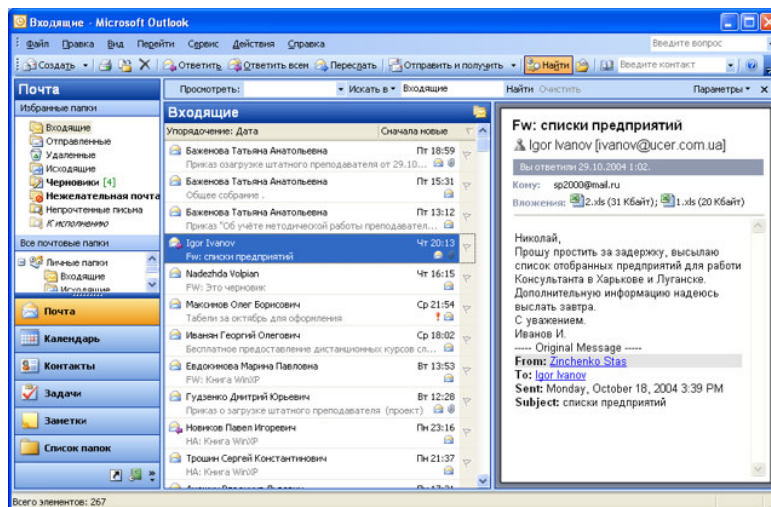 Входящие - Microsoft Outlook
Файл Правка Вид Перейти Сервис Действия Справка Введите вопрос
Создать Ответить Ответить всем Переслать Отправить и получить Найти Введите контакт
Почта
Просмотреть: Искать в Входящие Найти Очистить Параметры
Избранные папки
Входящие
Отправленные
Удаленные
Исходящие
Черновики [4]
Нежелательная почта
Непрочтенные письма
К исполнению
Все почтовые папки
Личные папки
Входящие
Исходящие
Почта
Календарь
Контакты
Задачи
Заметки
Список папок
Входящие
Упорядочение: Дата Сначала новые
Баженова Татьяна Анатольевна Пт 18:59
Приказ озагрузке штатного преподавателя от 29.10...
Баженова Татьяна Анатольевна Пт 15:31
Общее собрание .
Баженова Татьяна Анатольевна Пт 13:12
Приказ "Об учёте методической работы преподавател...
Igor Ivanov Чт 20:13
Fw: списки предприятий
Nadezhda Volpian Чт 16:15
FW: Это черновик
Максимов Олег Борисович Ср 21:54
Табели за октябрь для оформления
Иванян Георгий Олегович Ср 18:02
Бесплатное предоставление дистанционных курсов сл...
Евдокимова Марина Павловна Вт 13:53
FW: Книга WinXP
Гудзенко Дмитрий Юрьевич Вт 12:28
Приказ о загрузке штатного преподавателя (проект)
Новиков Павел Игоревич Пн 23:16
НА: Книга WinXP
Трошин Сергей Константинович Пн 21:37
НА: Книга WinXP
Fw: списки предприятий
Igor Ivanov [ivanov@ucer.com.ua]
Вы ответили 29.10.2004 1:02.
Кому: sp2000@mail.ru
Вложения: 2.xls (31 Кбайт); 1.xls (20 Кбайт)
Николай,
Прошу простить за задержку, высылаю
список отобранных предприятий для работы
Консультанта в Харькове и Луганске.
Дополнительную информацию надеюсь
выслать завтра.
С уважением.
Иванов И.
----- Original Message -----
From: Zinchenko Stas
To: Igor Ivanov
Sent: Monday, October 18, 2004 3:39 PM
Subject: списки предприятий
Всего элементов: 267